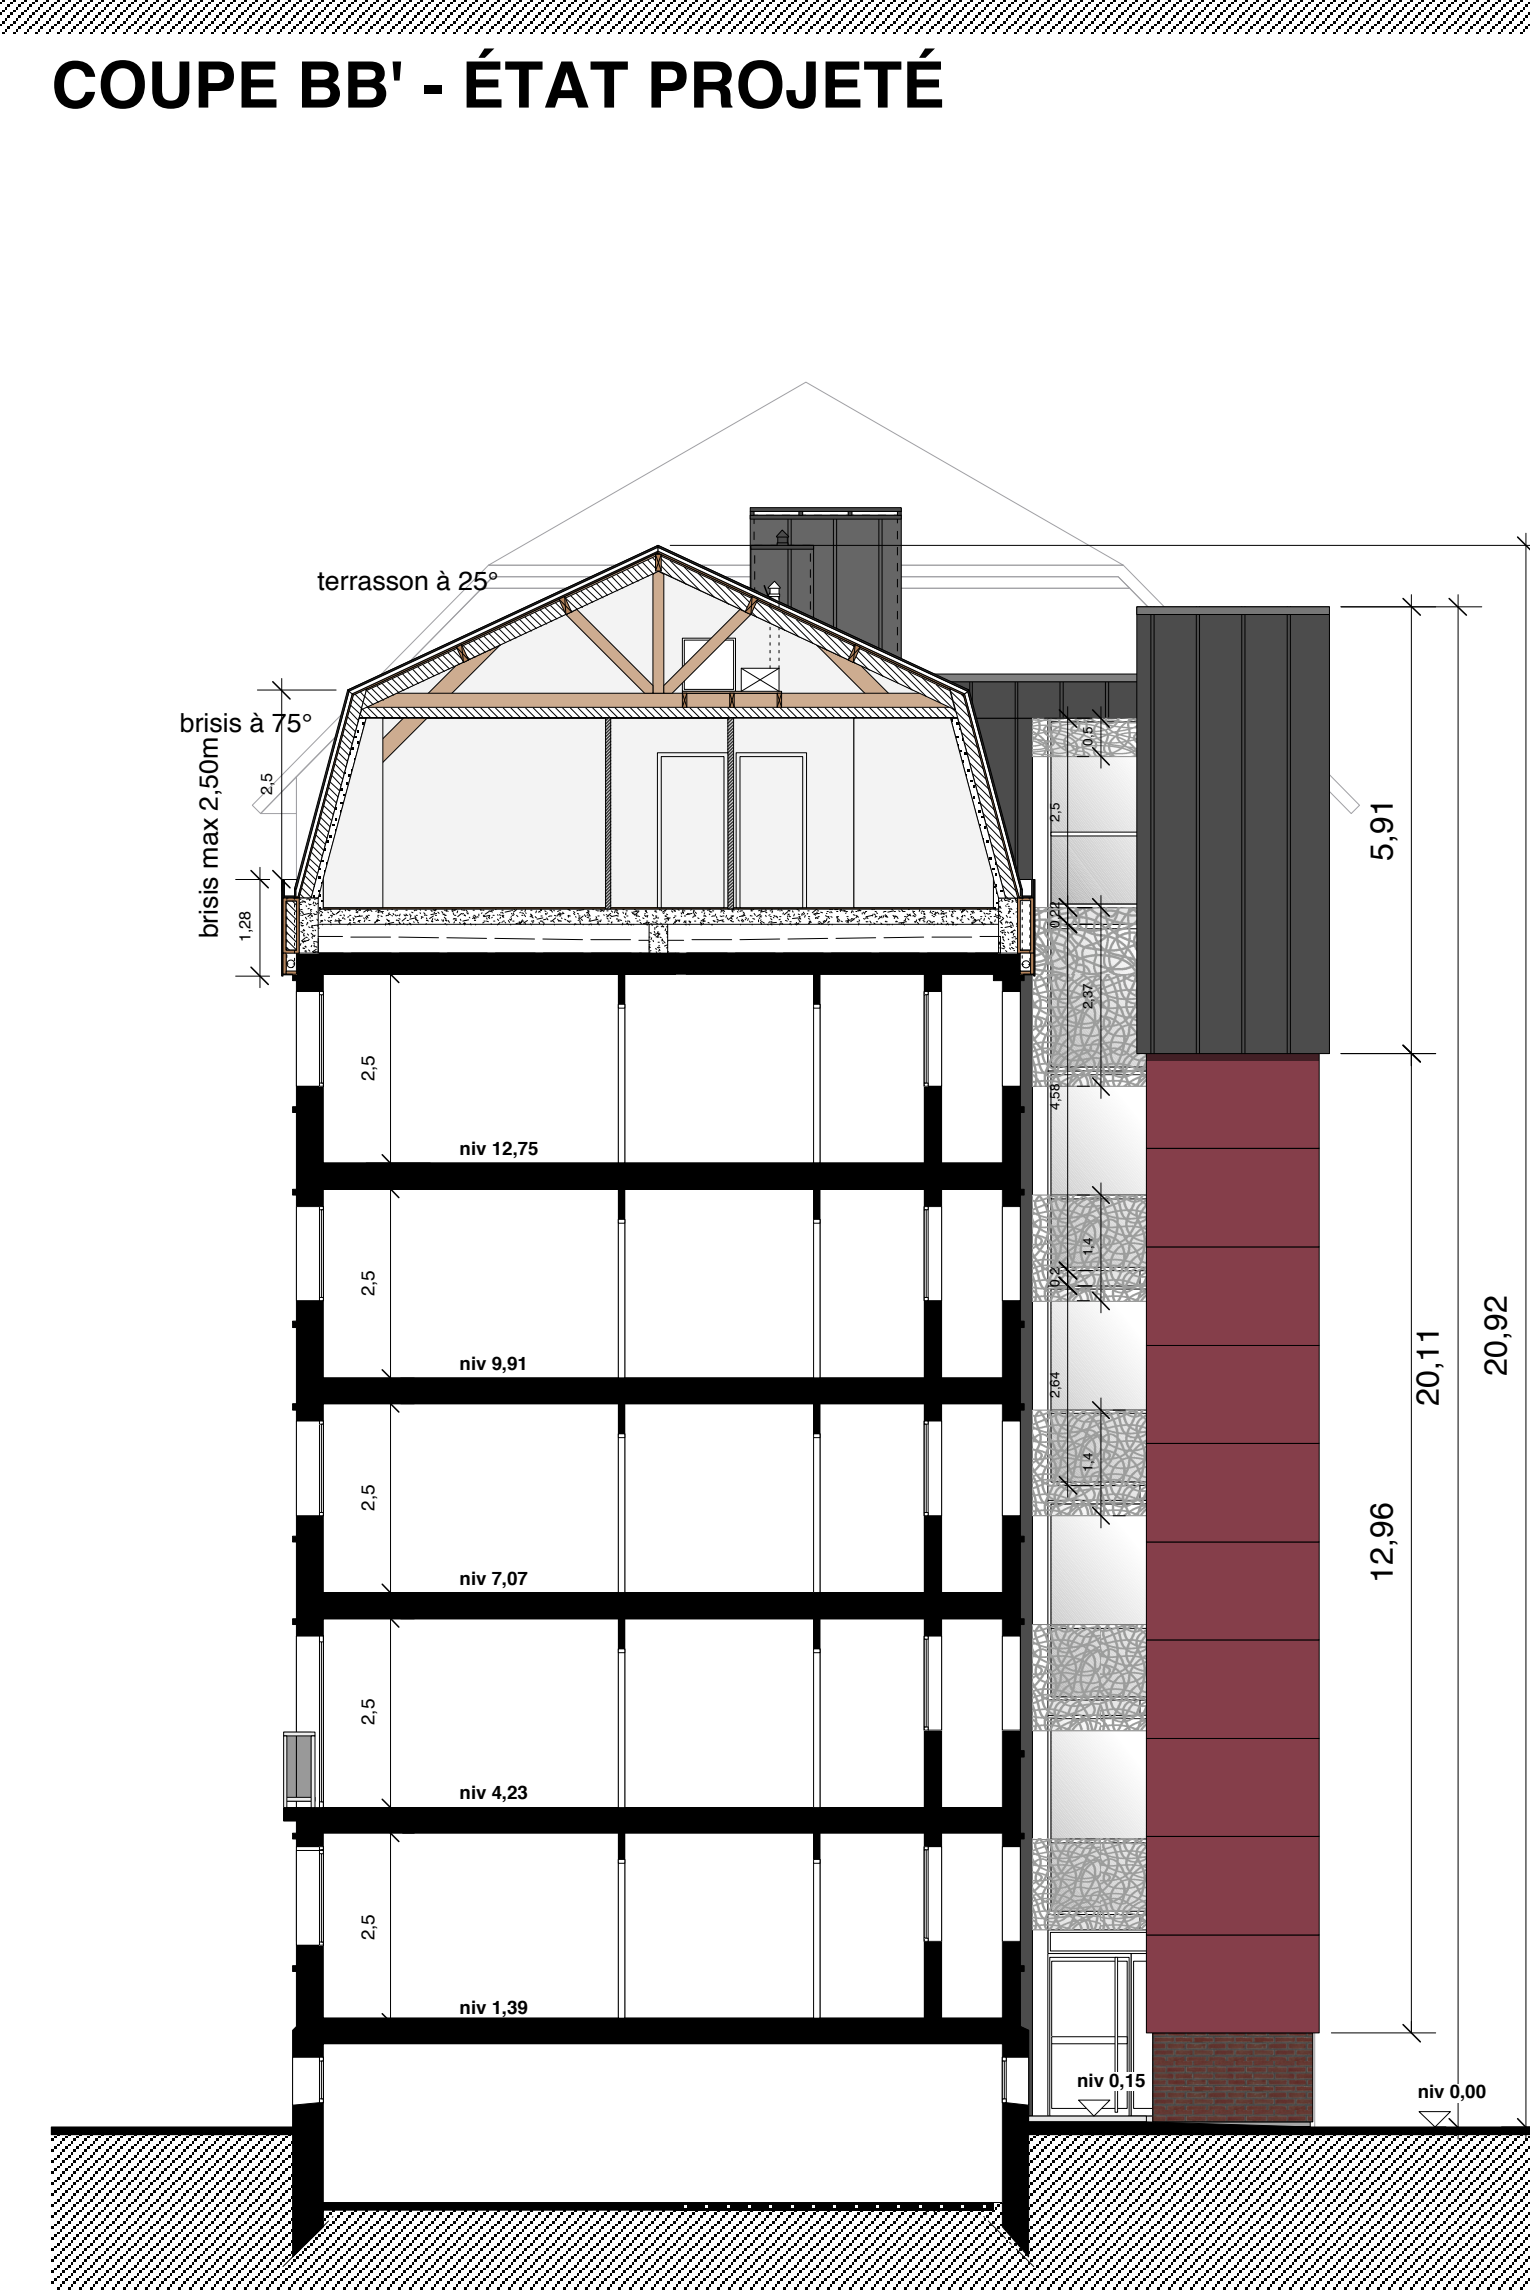 COUPE BB' - ÉTAT PROJETÉ
terrasson à 25°
brisis à 75°
brisis max 2,50m
2,5
1,28
0,5
2,5
5,91
0,22
2,37
4,58
2,5
niv 12,75
1,4
0,2
2,5
niv 9,91
2,64
20,11
20,92
1,4
2,5
12,96
niv 7,07
2,5
niv 4,23
2,5
niv 1,39
niv 0,15
niv 0,00